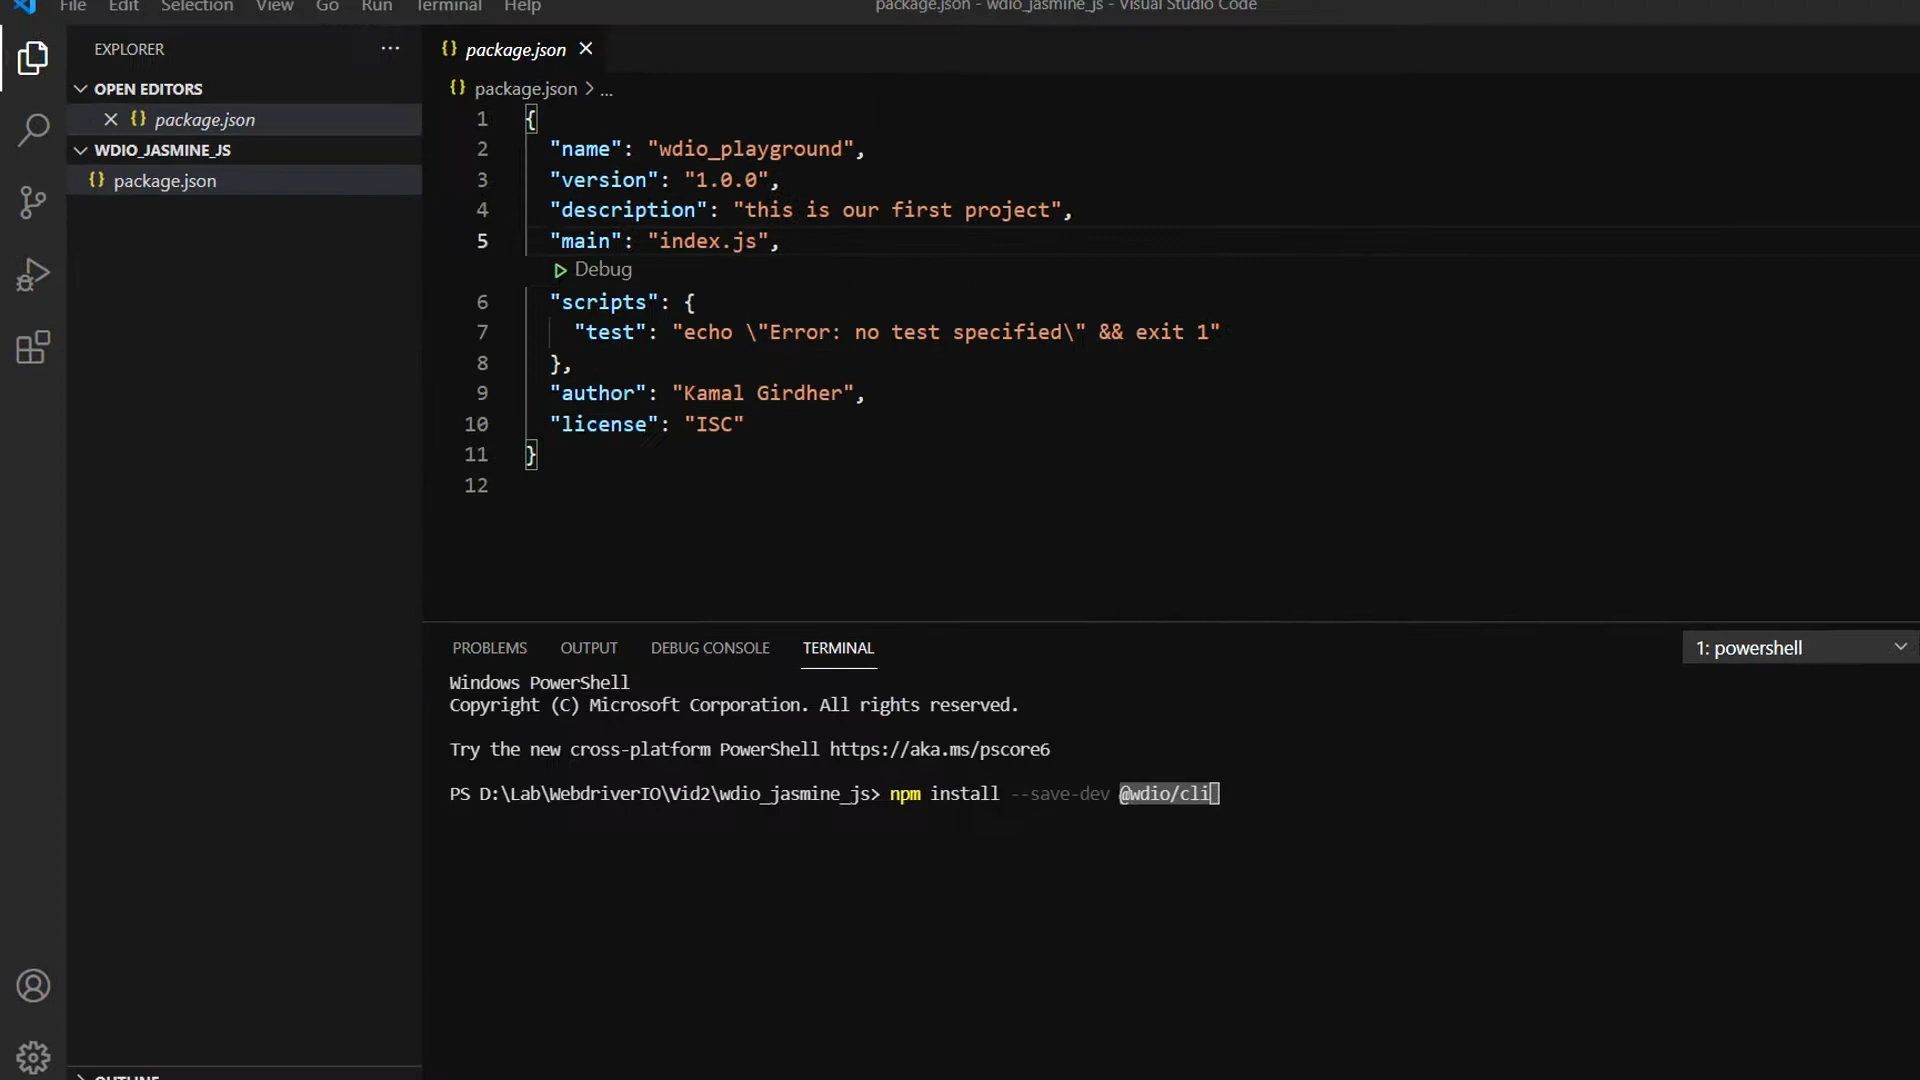 File Edit Selection View Go Run Terminal Help
package.json - wdio_jasmine_js - Visual Studio Code
EXPLORER ...
OPEN EDITORS
package.json
WDIO_JASMINE_JS
package.json
OUTLINE
package.json
package.json > ...
1 {
2 "name": "wdio_playground",
3 "version": "1.0.0",
4 "description": "this is our first project",
5 "main": "index.js",
Debug
6 "scripts": {
7 "test": "echo \"Error: no test specified\" && exit 1"
8 },
9 "author": "Kamal Girdher",
10 "license": "ISC"
11 }
12
PROBLEMS OUTPUT DEBUG CONSOLE TERMINAL
1: powershell
Windows PowerShell
Copyright (C) Microsoft Corporation. All rights reserved.
Try the new cross-platform PowerShell https://aka.ms/pscore6
PS D:\Lab\WebdriverIO\Vid2\wdio_jasmine_js> npm install --save-dev @wdio/cli